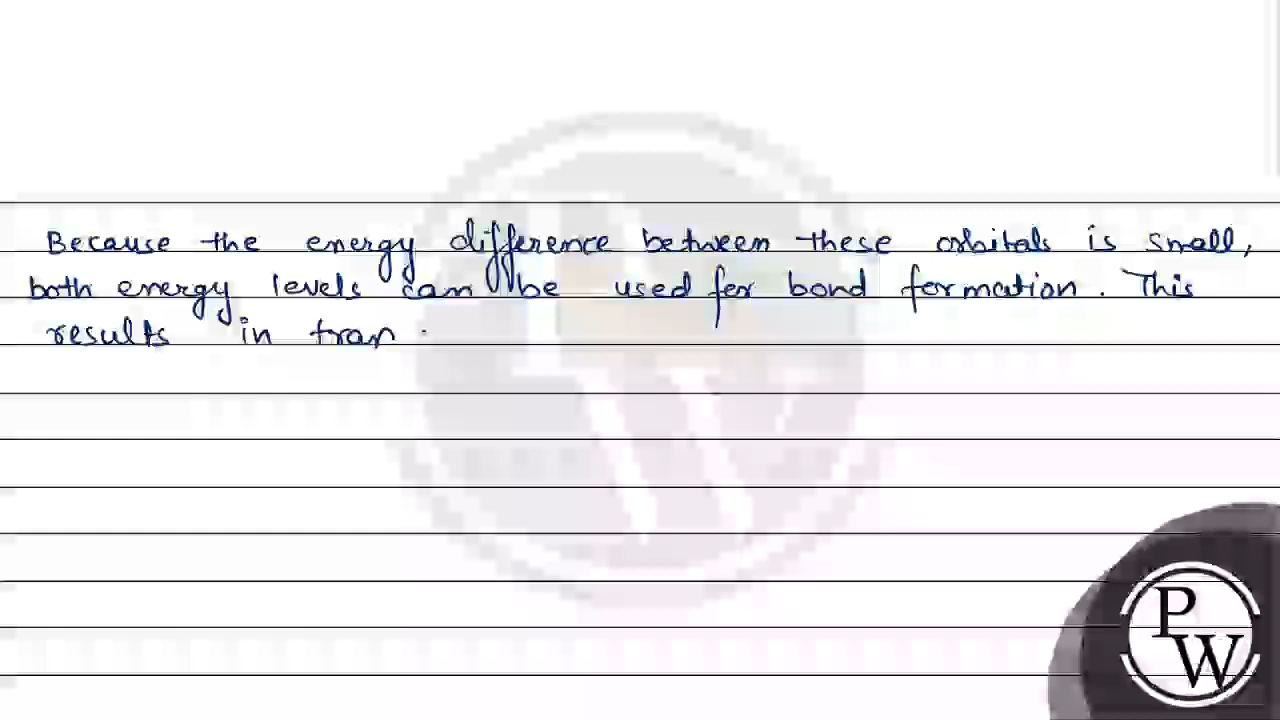 Because the energy difference between these orbitals is small,
both energy levels can be used for bond formation. This
results in tran
PW